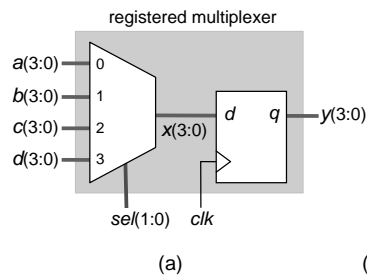 registered multiplexer
a(3:0) 0
b(3:0) 1
c(3:0) 2
d(3:0) 3
x(3:0)
d q
y(3:0)
sel(1:0) clk
(a) (